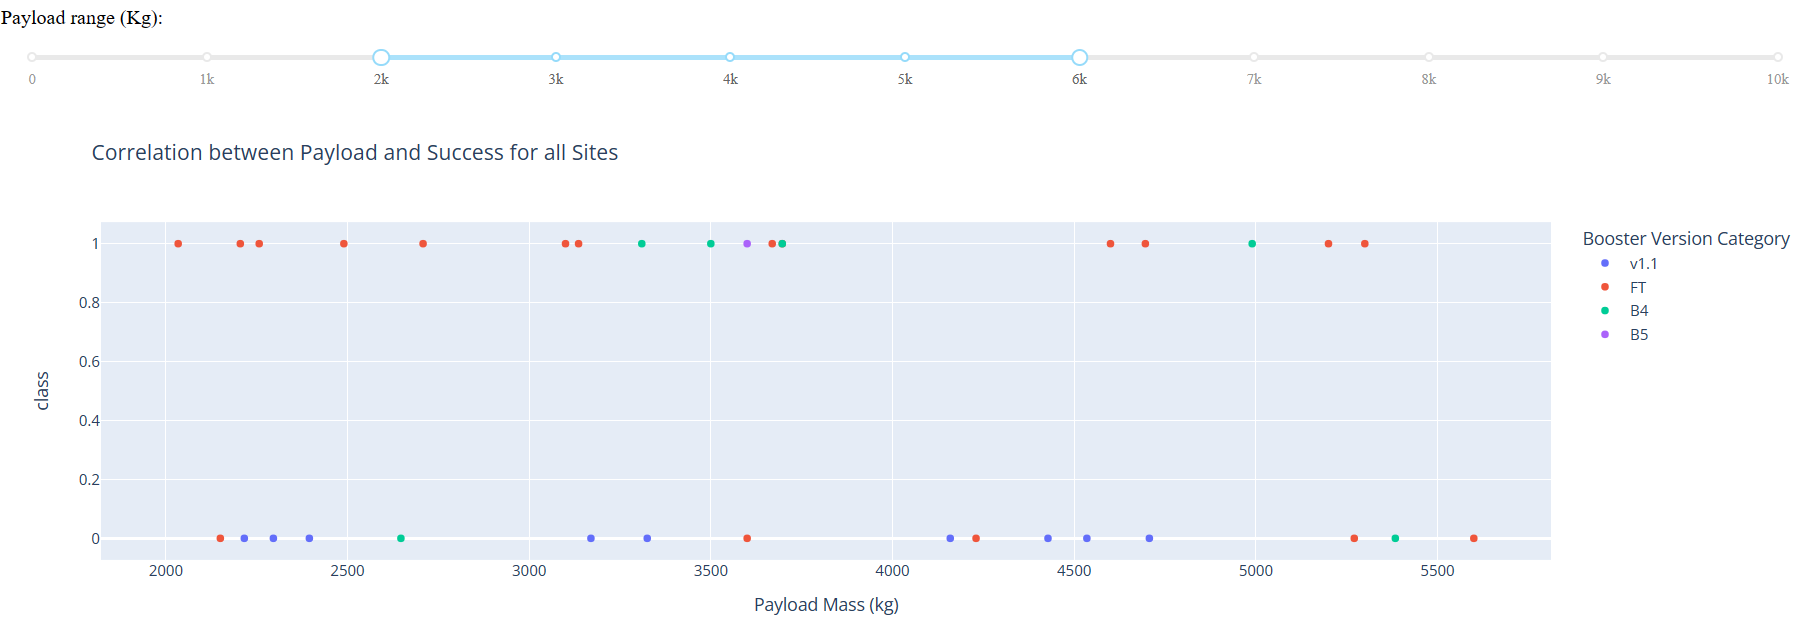 Payload range (Kg):
0 1k 2k 3k 4k 5k 6k 7k 8k 9k 10k
Correlation between Payload and Success for all Sites
Booster Version Category
v1.1
FT
B4
B5
1
0.8
0.6
0.4
0.2
0
class
2000 2500 3000 3500 4000 4500 5000 5500
Payload Mass (kg)